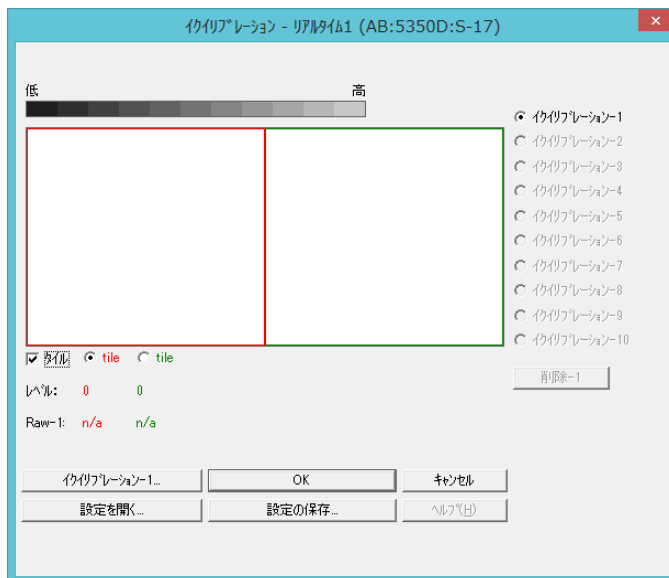 イクイリブレーション - リアルタイム1 (AB:5350D:S-17)
低 高
イクイリブレーション-1
イクイリブレーション-2
イクイリブレーション-3
イクイリブレーション-4
イクイリブレーション-5
イクイリブレーション-6
イクイリブレーション-7
イクイリブレーション-8
イクイリブレーション-9
イクイリブレーション-10
タイル tile tile
削除-1
レベル: 0 0
Raw-1: n/a n/a
イクイリブレーション-1... OK キャンセル
設定を開く... 設定の保存... ヘルプ(H)